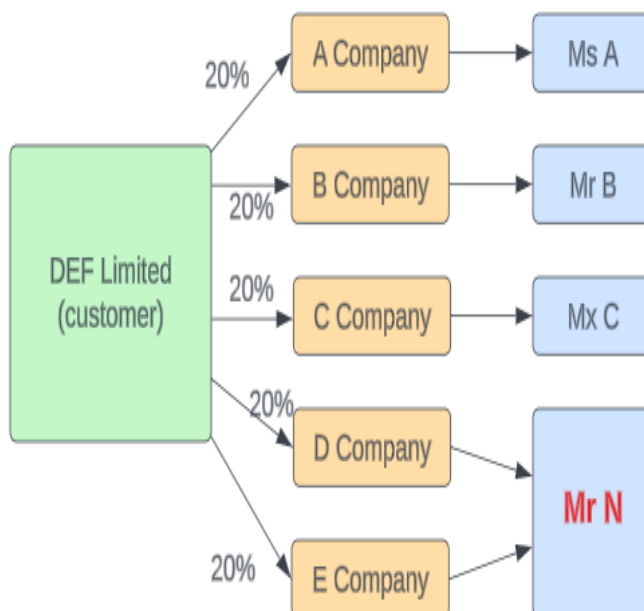 20%
A Company
Ms A
20%
B Company
Mr B
DEF Limited
(customer)
20%
C Company
Mx C
20%
D Company
Mr N
20%
E Company